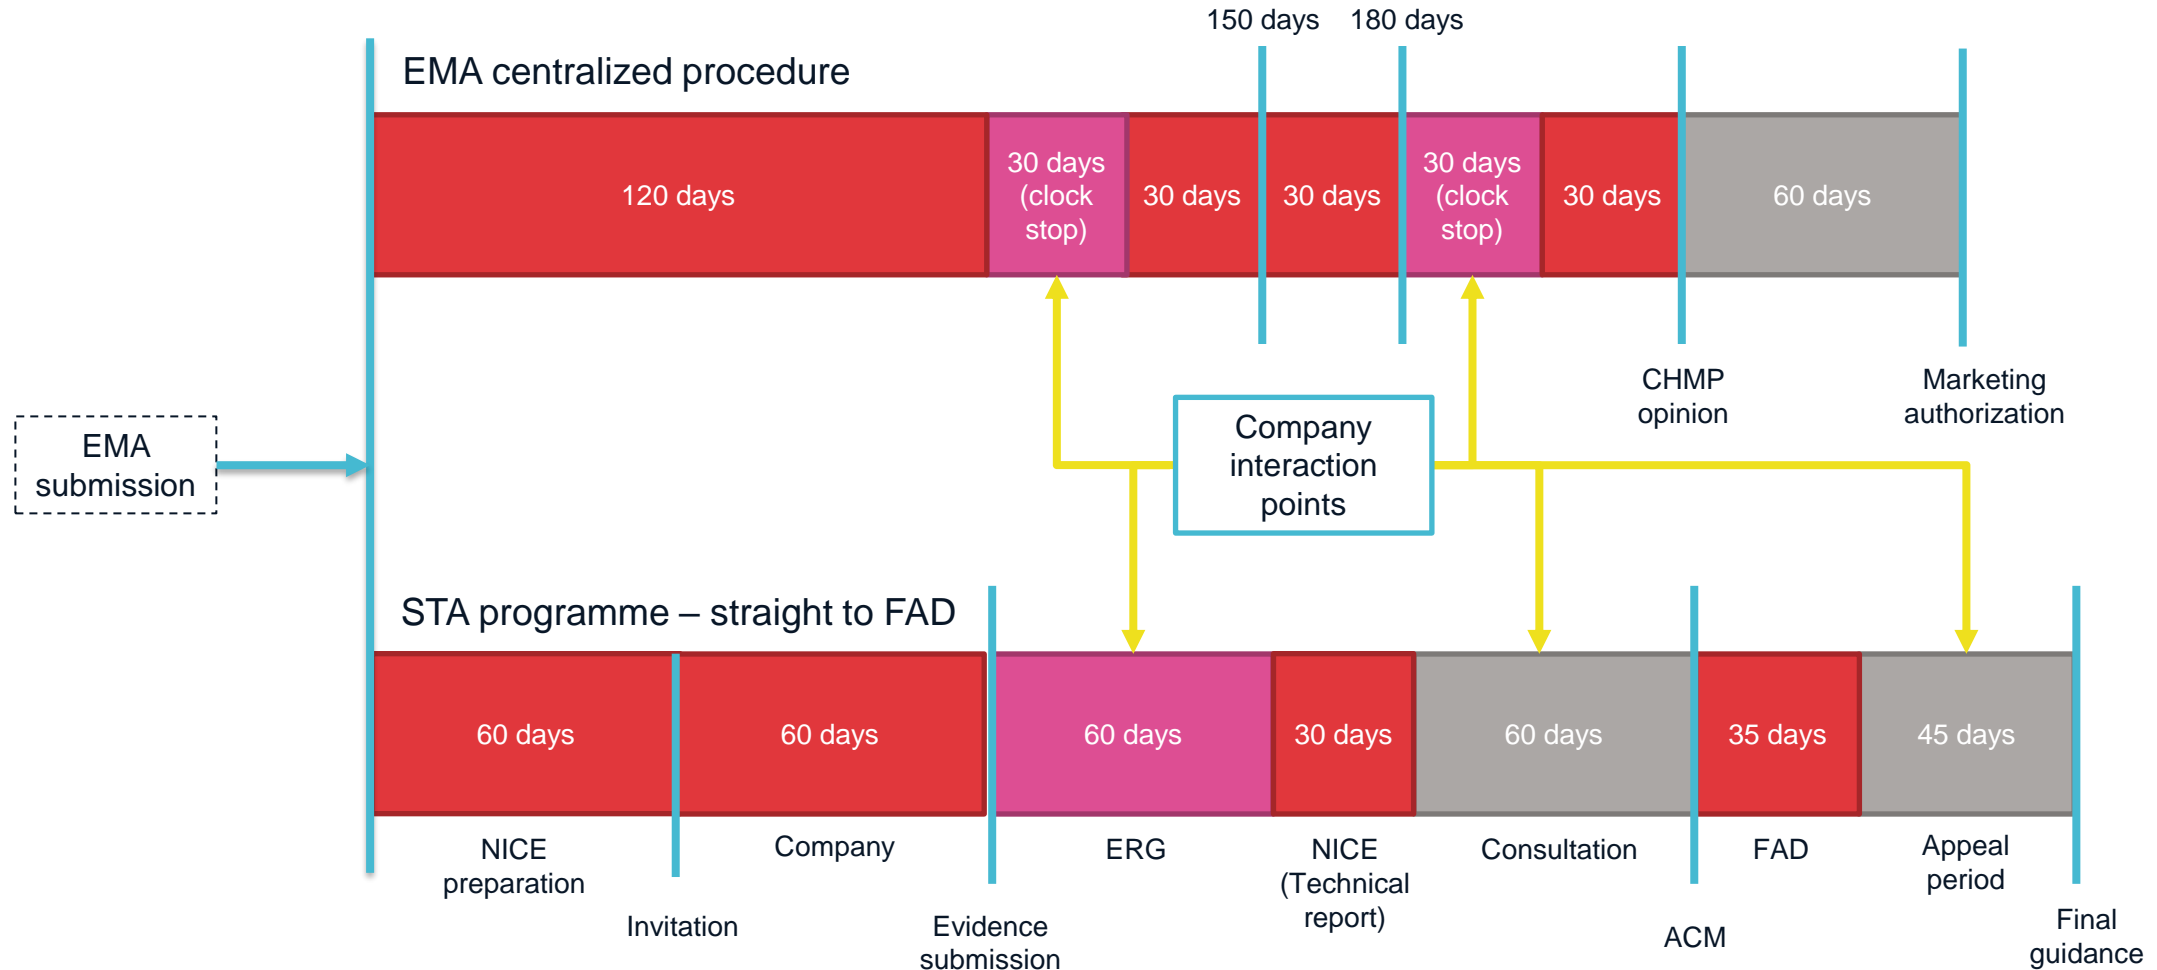 150 days
180 days
EMA centralized procedure
120 days
30 days
(clock
stop)
30 days
30 days
30 days
(clock
stop)
30 days
60 days
CHMP
opinion
Marketing
authorization
EMA
submission
Company
interaction
points
STA programme – straight to FAD
60 days
60 days
60 days
30 days
60 days
35 days
45 days
NICE
preparation
Company
ERG
NICE
(Technical
report)
Consultation
FAD
Appeal
period
Invitation
Evidence
submission
ACM
Final
guidance